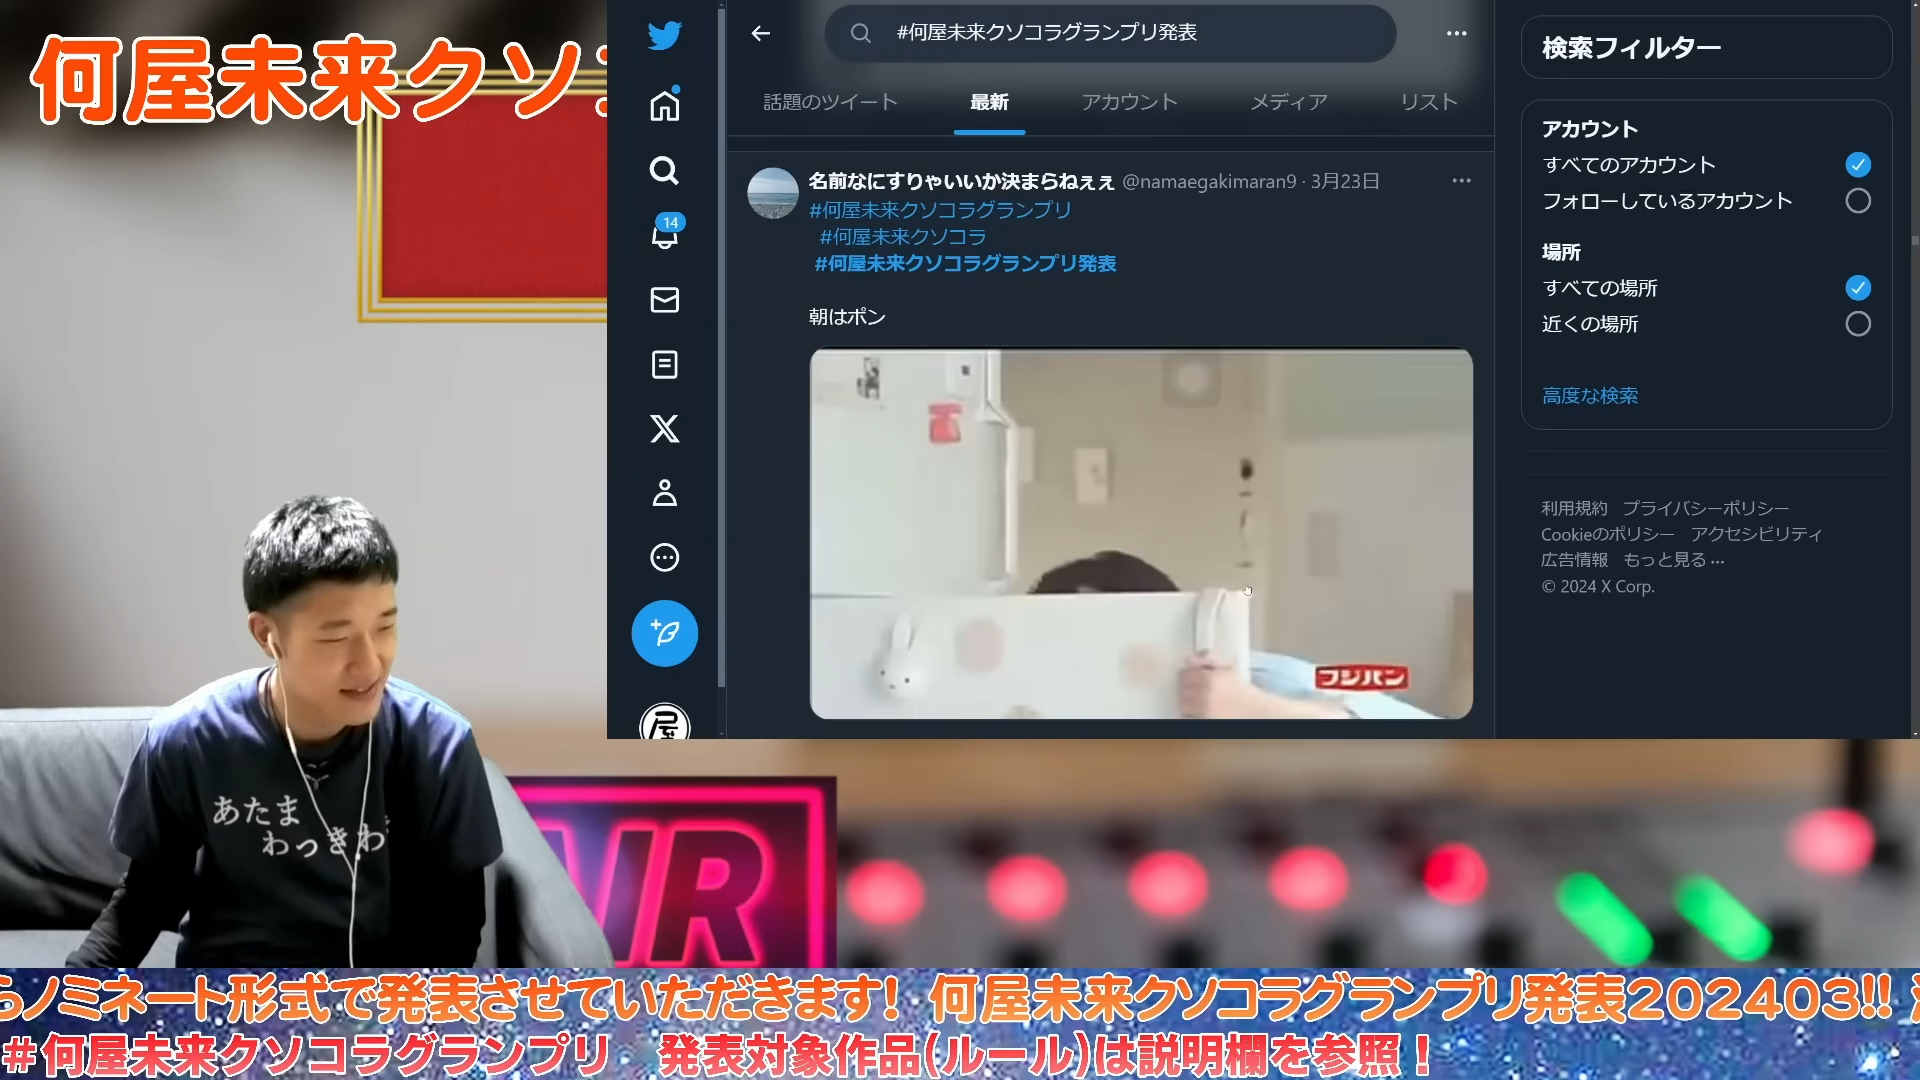 何屋未来クソコ
#何屋未来クソコラグランプリ発表
話題のツイート
最新
アカウント
メディア
リスト
14
名前なにすりゃいいか決まらねぇぇ @namaegakimaran9 · 3月23日
#何屋未来クソコラグランプリ
#何屋未来クソコラ
#何屋未来クソコラグランプリ発表
朝はポン
フジパン
屋
検索フィルター
アカウント
すべてのアカウント
フォローしているアカウント
場所
すべての場所
近くの場所
高度な検索
利用規約 プライバシーポリシー
Cookieのポリシー アクセシビリティ
広告情報 もっと見る ···
© 2024 X Corp.
あたま
わっきわ
IR
らノミネート形式で発表させていただきます! 何屋未来クソコラグランプリ発表202403!!
#何屋未来クソコラグランプリ 発表対象作品(ルール)は説明欄を参照!